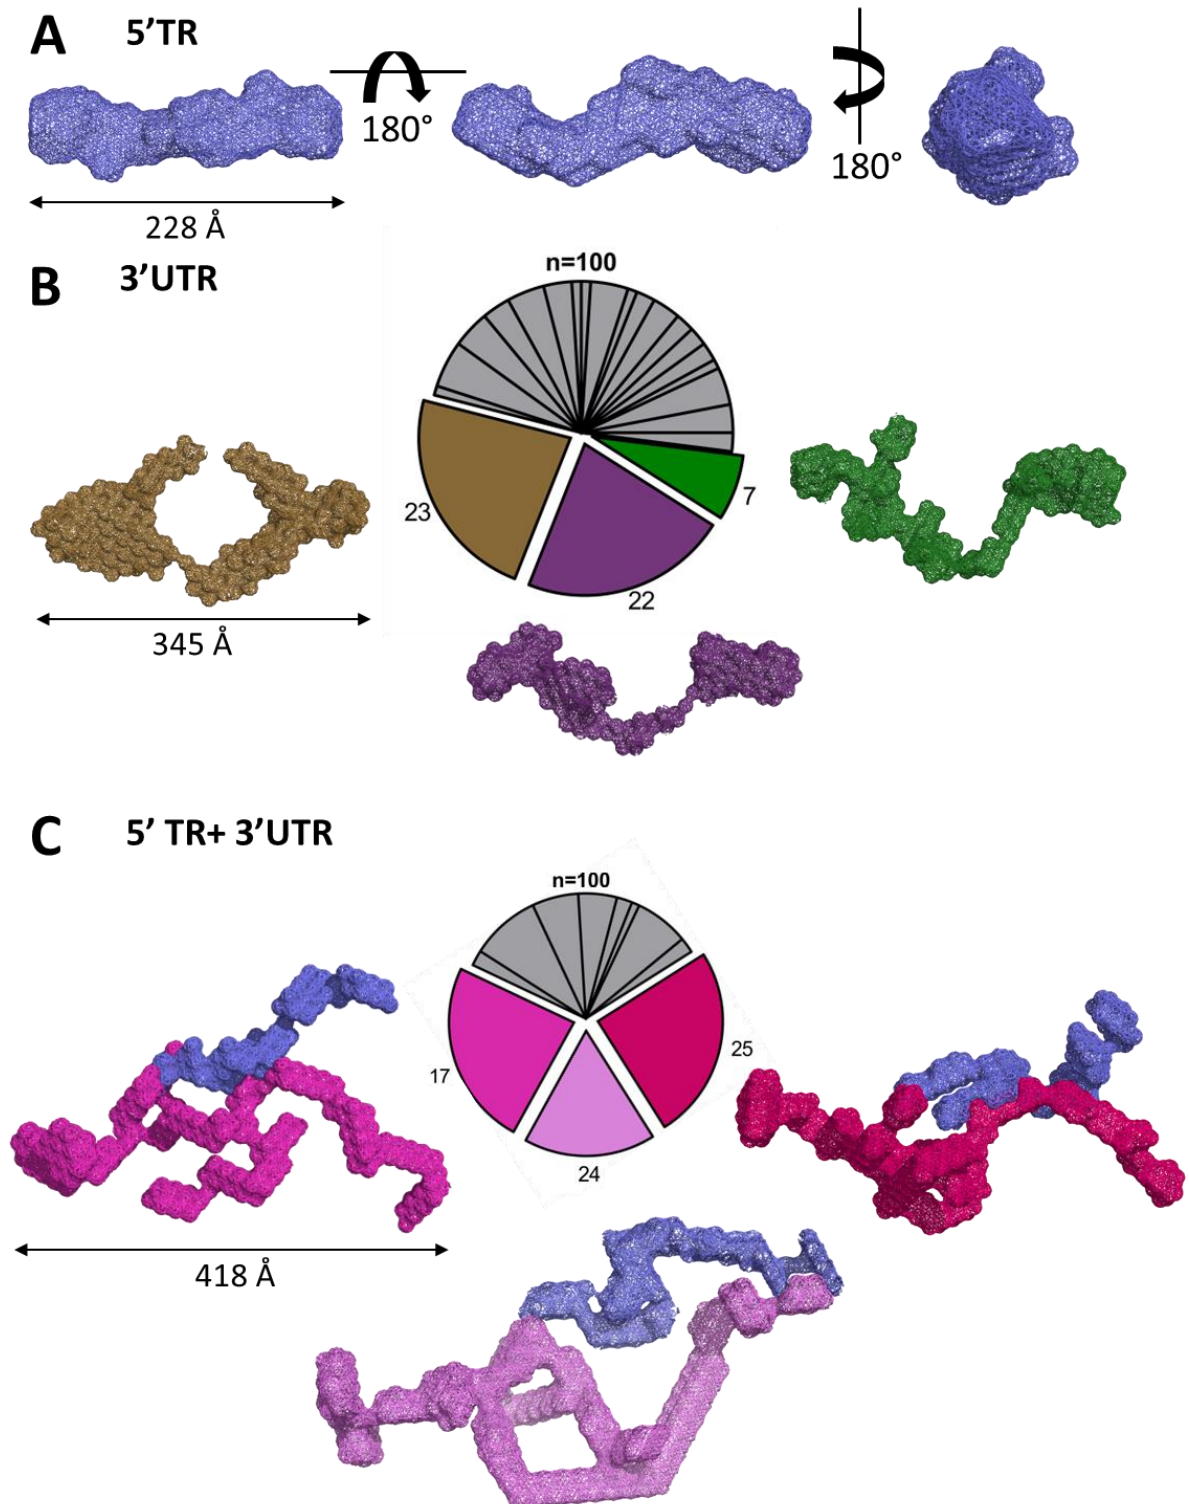 A 5’TR
180°
180°
228 Å
B 3’UTR
n=100
23
7
22
345 Å
C 5’ TR+ 3’UTR
n=100
17
25
24
418 Å